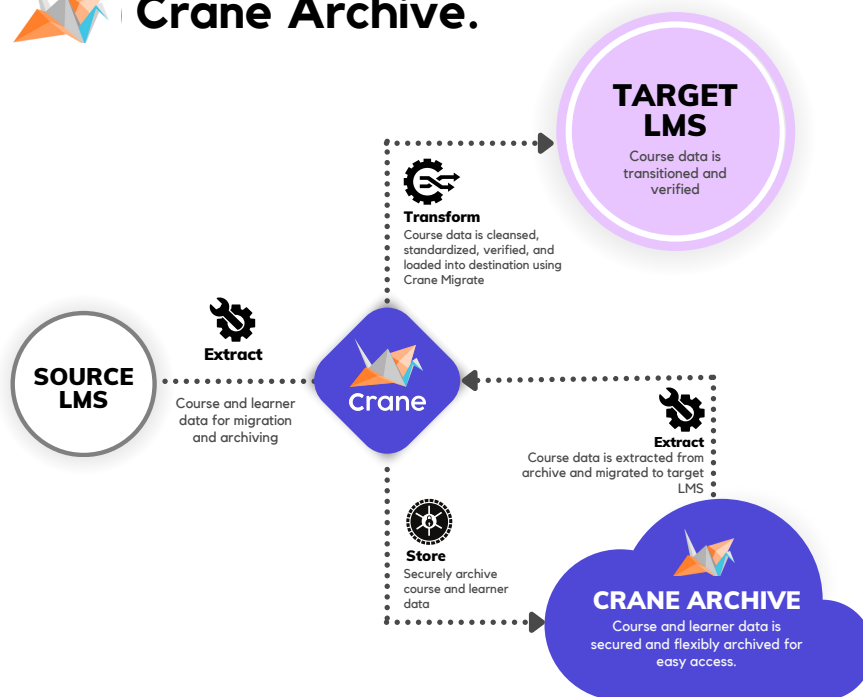 Crane Archive.
TARGET
LMS
Course data is
transitioned and
verified
Transform
Course data is cleansed,
standardized, verified, and
loaded into destination using
Crane Migrate
Extract
SOURCE
LMS
Course and learner
data for migration
and archiving
crane
Extract
Course data is extracted from
archive and migrated to target
LMS
Store
Securely archive
course and learner
data
CRANE ARCHIVE
Course and learner data is
secured and flexibly archived for
easy access.